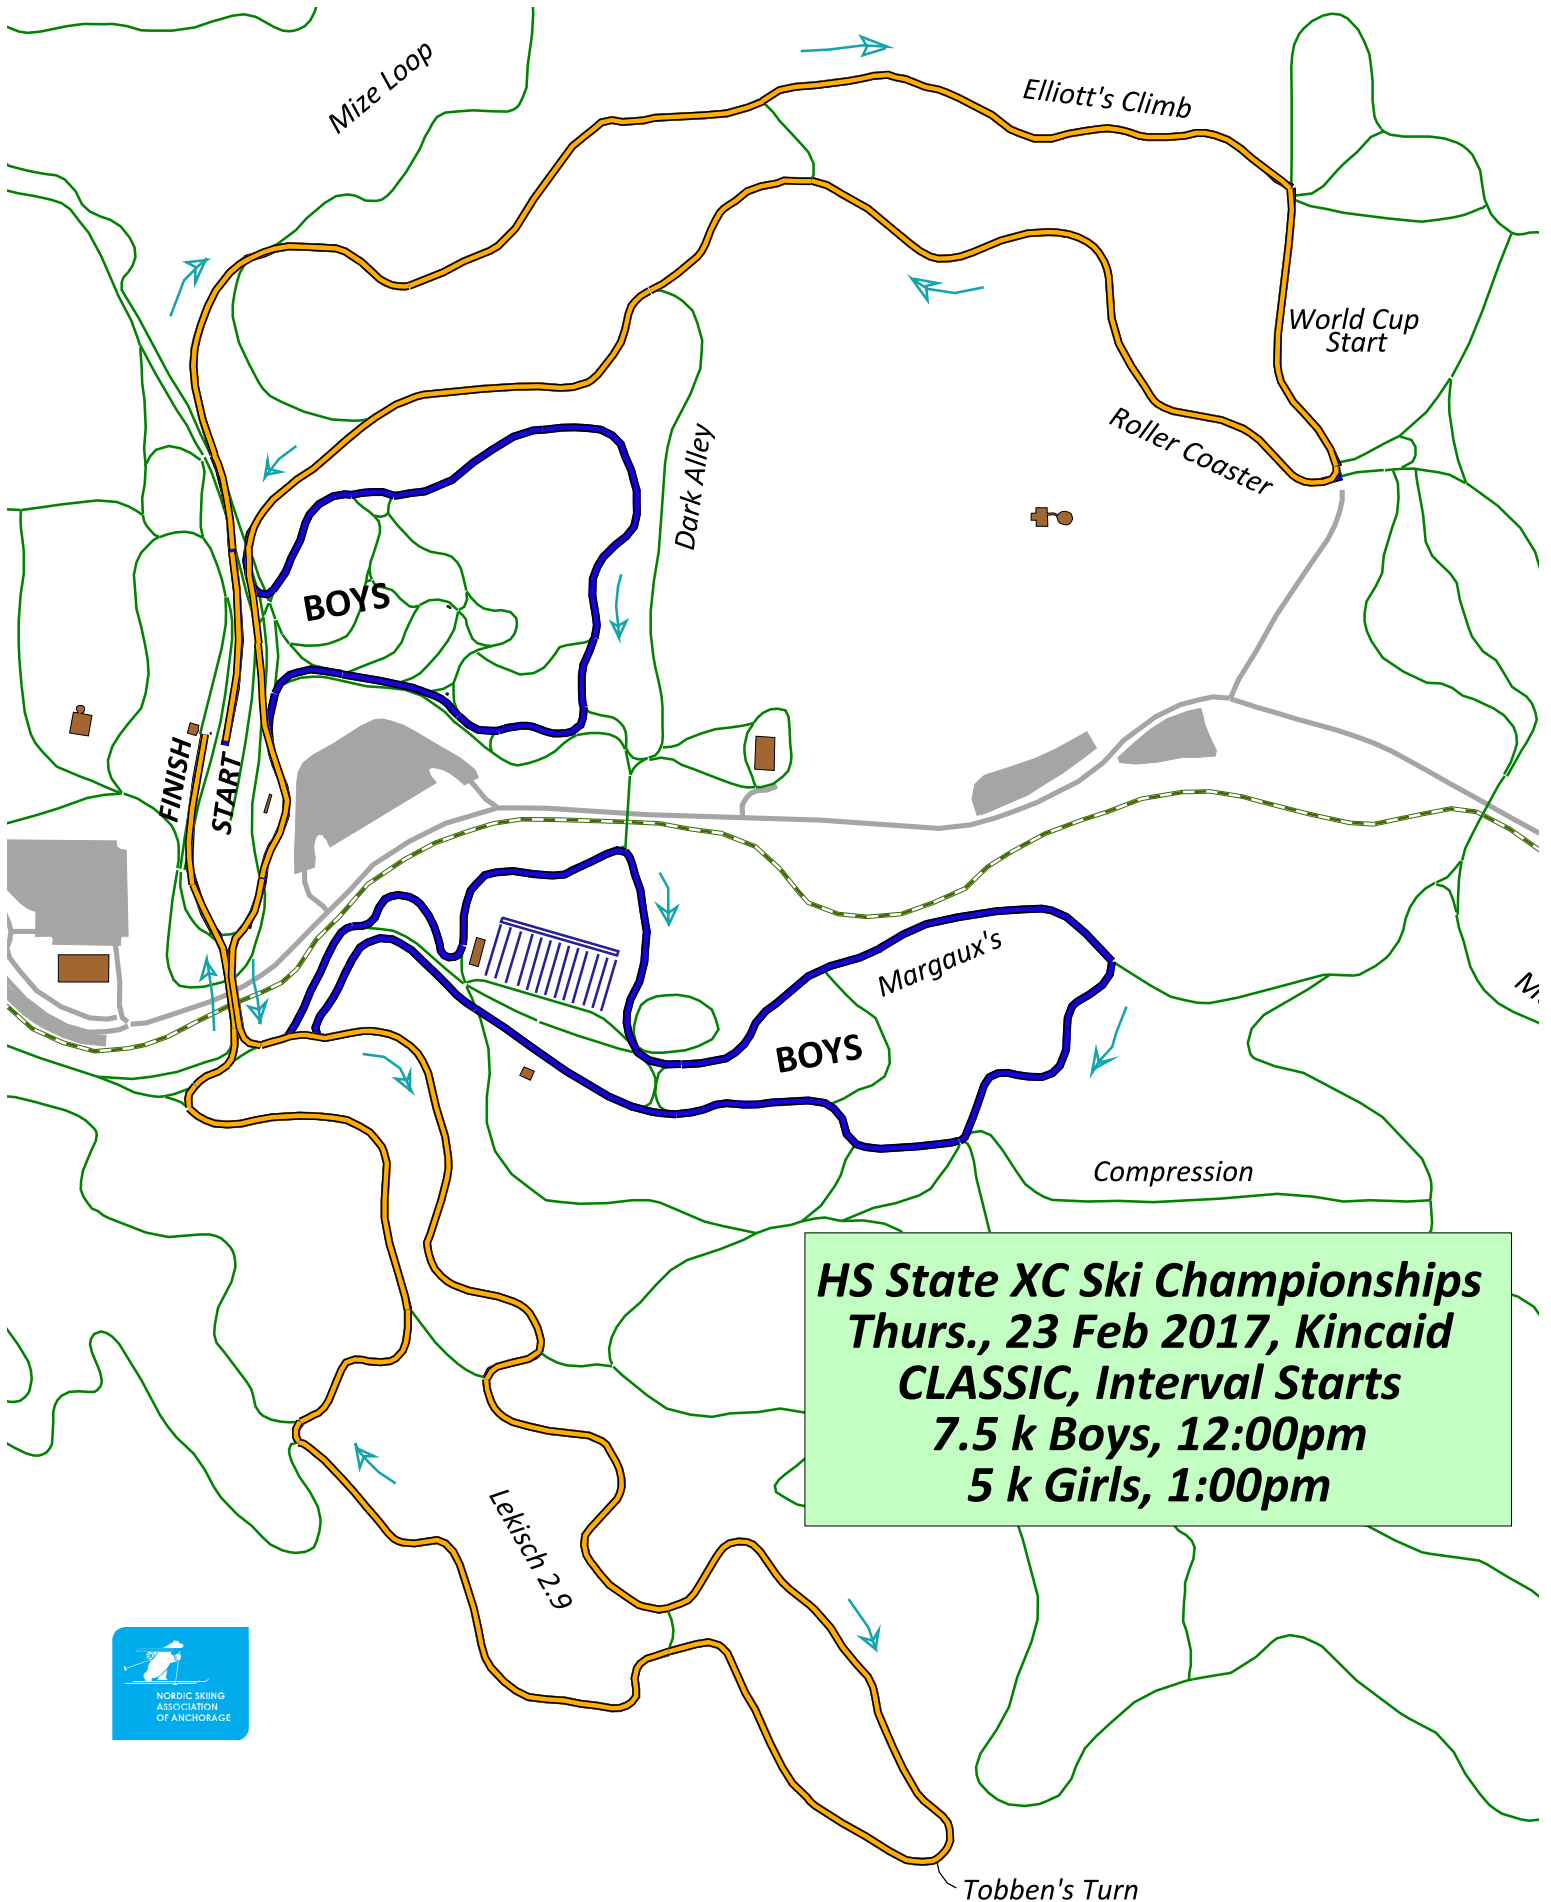 Mize Loop
Elliott's Climb
World Cup
Start
Roller Coaster
Dark Alley
BOYS
FINISH
START
Margaux's
BOYS
Compression
HS State XC Ski Championships
Thurs., 23 Feb 2017, Kincaid
CLASSIC, Interval Starts
7.5 k Boys, 12:00pm
5 k Girls, 1:00pm
Lekisch 2.9
NORDIC SKIING
ASSOCIATION
OF ANCHORAGE
Tobben's Turn